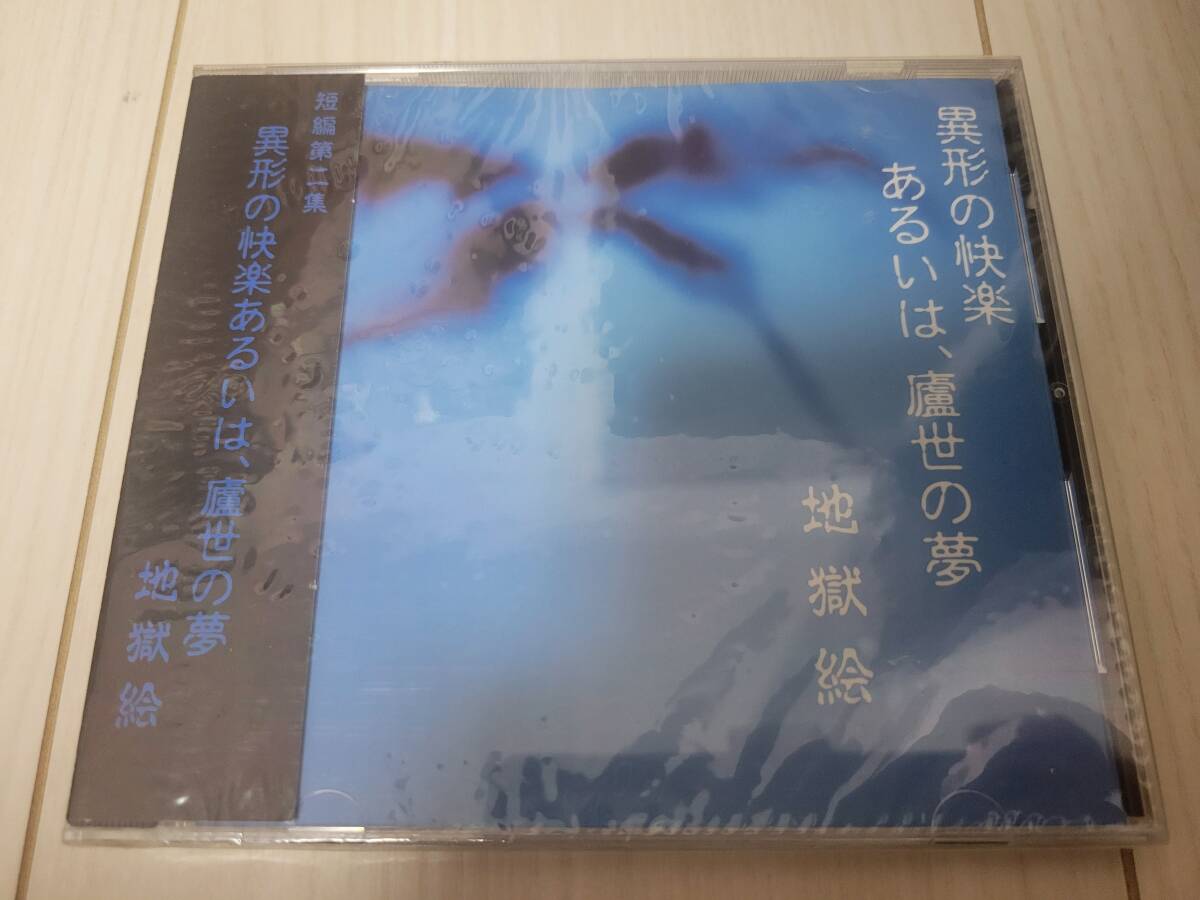 短編第二集
異形の快楽あるいは、廬世の夢
地獄絵
異形の快楽
あるいは、廬世の夢
地獄絵